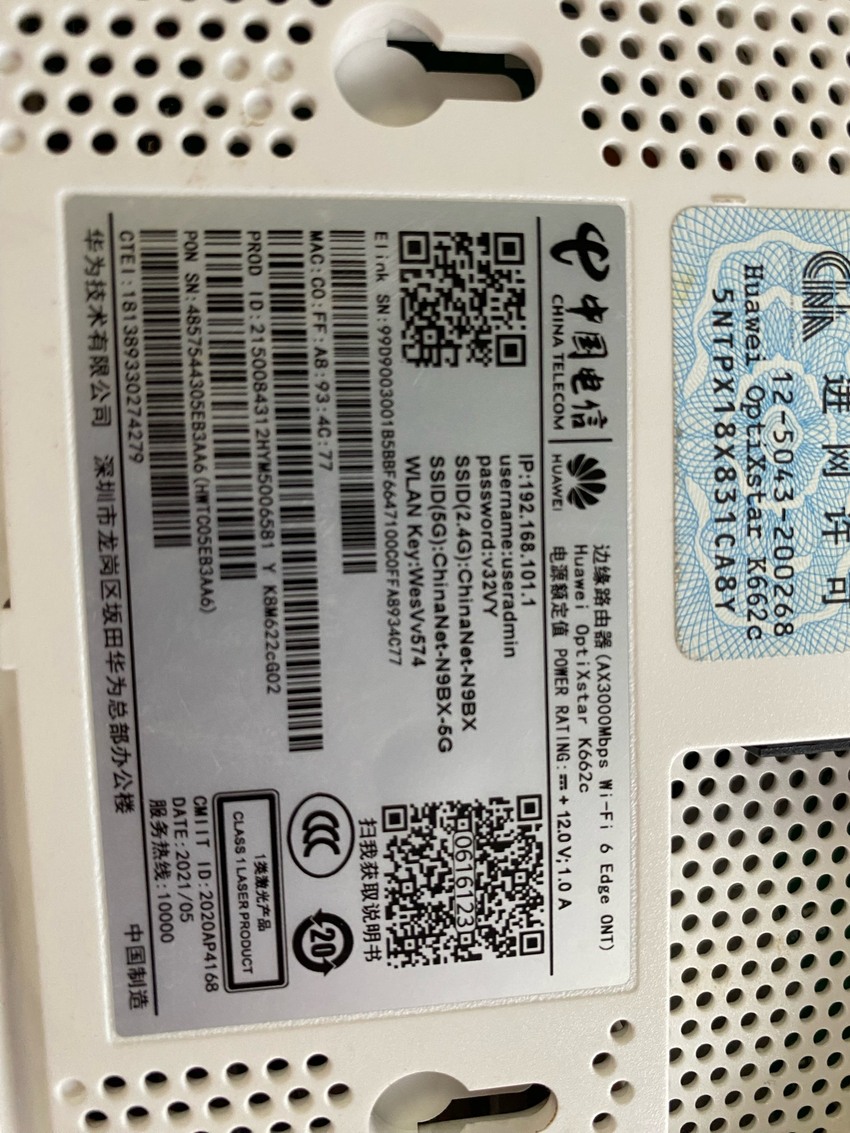 中国电信
CHINA TELECOM
HUAWEI
边缘路由器(AX3000Mbps Wi-Fi 6 Edge ONT)
Huawei OptiXstar K662c
电源额定值 POWER RATING: ⎓ + 12.0 V; 1.0 A
IP:192.168.101.1
username:useradmin
password:v32VY
SSID(2.4G):ChinaNet-N9BX
SSID(5G):ChinaNet-N9BX-5G
WLAN Key:WesVv574
0616123
扫我获取说明书
Elink SN:99D9003001B5BBF6647100C0FFA8934C77
MAC:C0:FF:A8:93:4C:77
PROD ID:2150084312HYM5006581 Y K8M622cG02
PON SN:4857544305EB3AA6(HWTC05EB3AA6)
CTEI:181389330274279
20
1类激光产品
CLASS 1 LASER PRODUCT
CMIIT ID:2020AP4168
DATE:2021/05
服务热线:10000
华为技术有限公司 深圳市龙岗区坂田华为总部办公楼 中国制造
进网许可
12-5043-200268
Huawei OptiXstar K662c
5NTPX18X831CA8Y